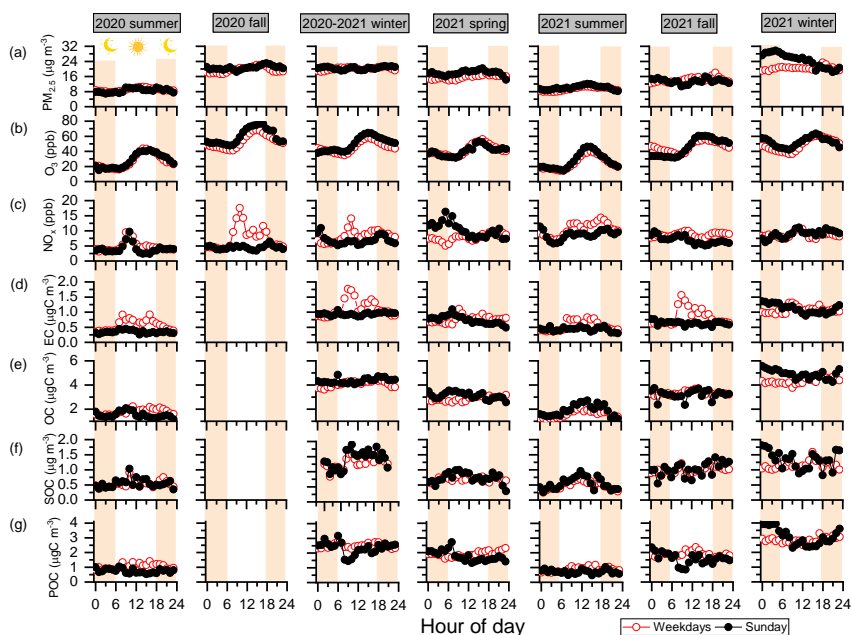 2020 summer 2020 fall 2020-2021 winter 2021 spring 2021 summer 2021 fall 2021 winter
(a) PM2.5 (µg m-3) 32 24 16 8 0
(b) O3 (ppb) 80 60 40 20 0
(c) NOx (ppb) 20 15 10 5 0
(d) EC (µgC m-3) 2.0 1.5 1.0 0.5 0.0
(e) OC (µgC m-3) 6 4 2
(f) SOC (µg m-3) 2.0 1.5 1.0 0.5 0.0
(g) POC (µgC m-3) 4 3 2 1 0
0 6 12 18 24 0 6 12 18 24 0 6 12 18 24 0 6 12 18 24 0 6 12 18 24 0 6 12 18 24 0 6 12 18 24
Hour of day
Weekdays Sunday